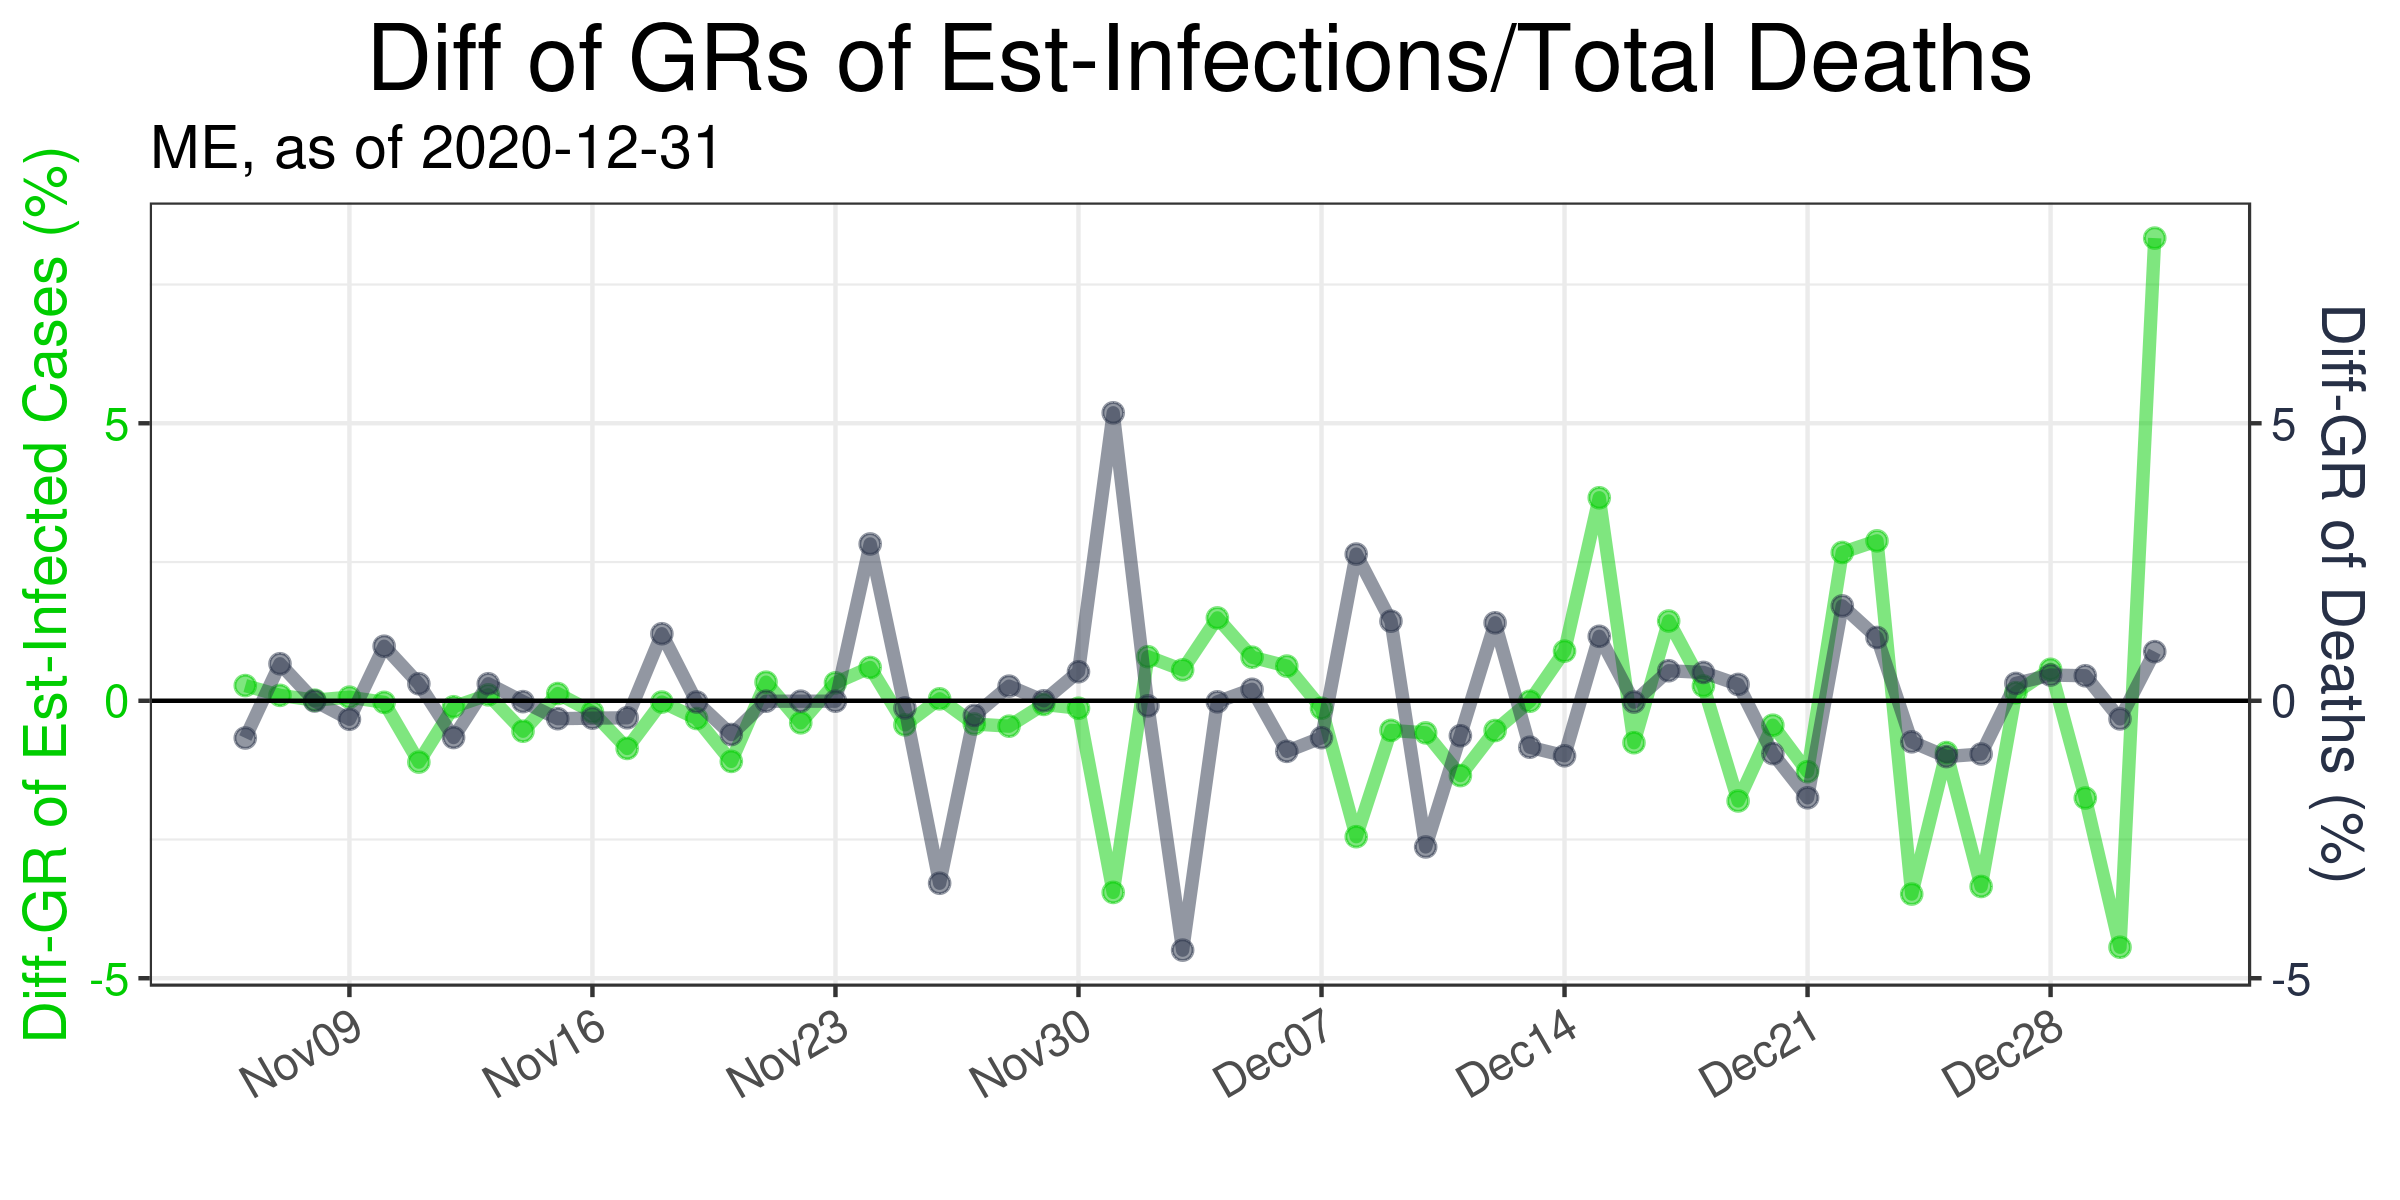 Diff of GRs of Est-Infections/Total Deaths
ME, as of 2020-12-31
Diff-GR of Est-Infected Cases (%)
5
0
-5
5
0
-5
Diff-GR of Deaths (%)
Nov09
Nov16
Nov23
Nov30
Dec07
Dec14
Dec21
Dec28